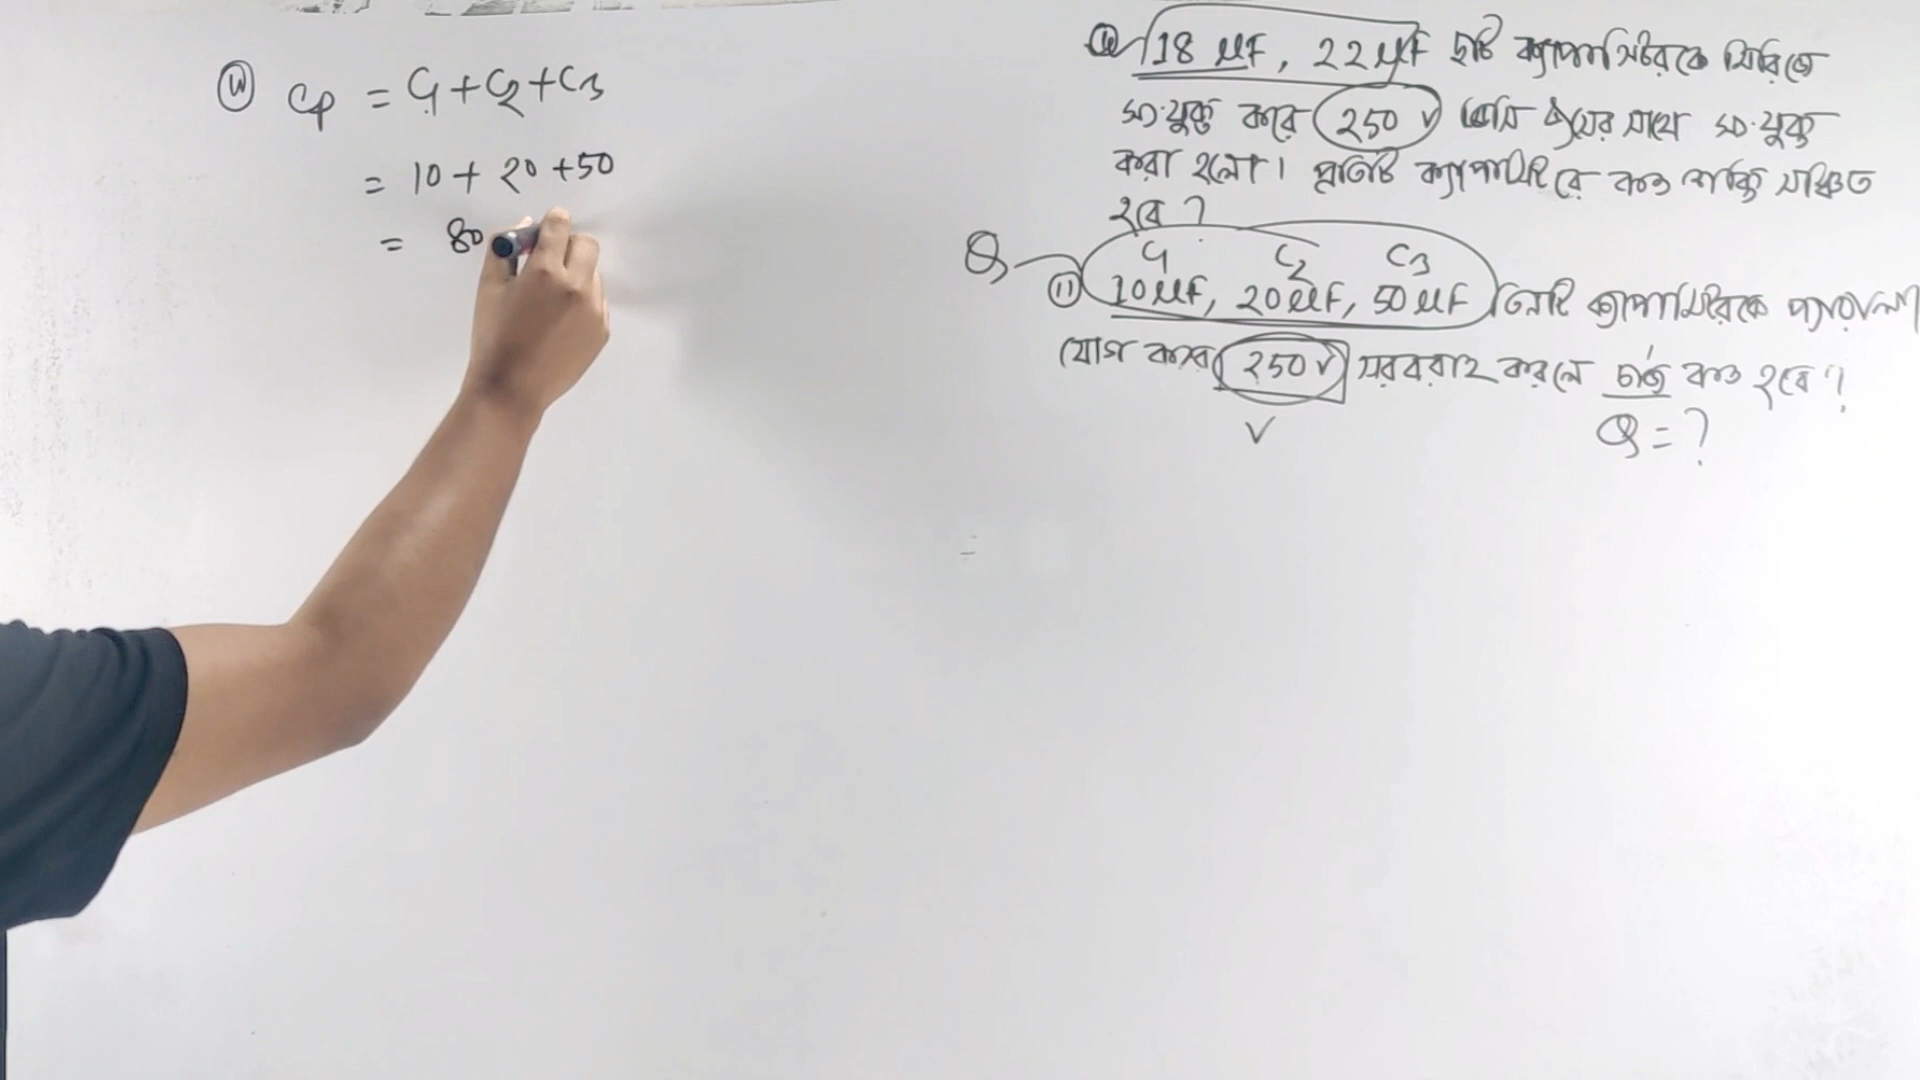 ⑪ Cp = C1+C2+C3
= 10 + 20 +50
= 80
18 μF, 22 μF দুটি ক্যাপাসিটরকে সিরিজে
সংযুক্ত করে 250 V সংযুক্ত
করা হলো। প্রতিটি ক্যাপাসিটরে কত শক্তি সঞ্চিত
হবে ?
Q C1 C2 C3
⑪ 10 μF, 20 μF, 50 μF তিনটি ক্যাপাসিটরকে প্যারালাল
যোগ করে 250 V সরবরাহ করলে চার্জ কত হবে ?
V Q = ?